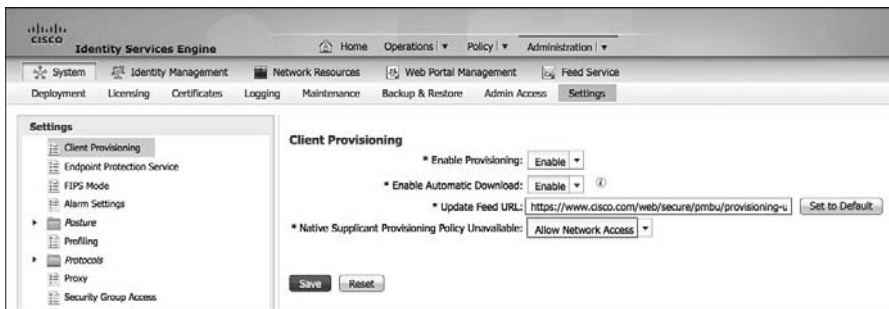 CISCO Identity Services Engine
Home Operations Policy Administration
System Identity Management Network Resources Web Portal Management Feed Service
Deployment Licensing Certificates Logging Maintenance Backup & Restore Admin Access Settings
Settings
Client Provisioning
Endpoint Protection Service
FIPS Mode
Alarm Settings
Posture
Profiling
Protocols
Proxy
Security Group Access
Client Provisioning
* Enable Provisioning: Enable
* Enable Automatic Download: Enable
* Update Feed URL: https://www.cisco.com/web/secure/pmbu/provisioning-u Set to Default
* Native Supplicant Provisioning Policy Unavailable: Allow Network Access
Save Reset